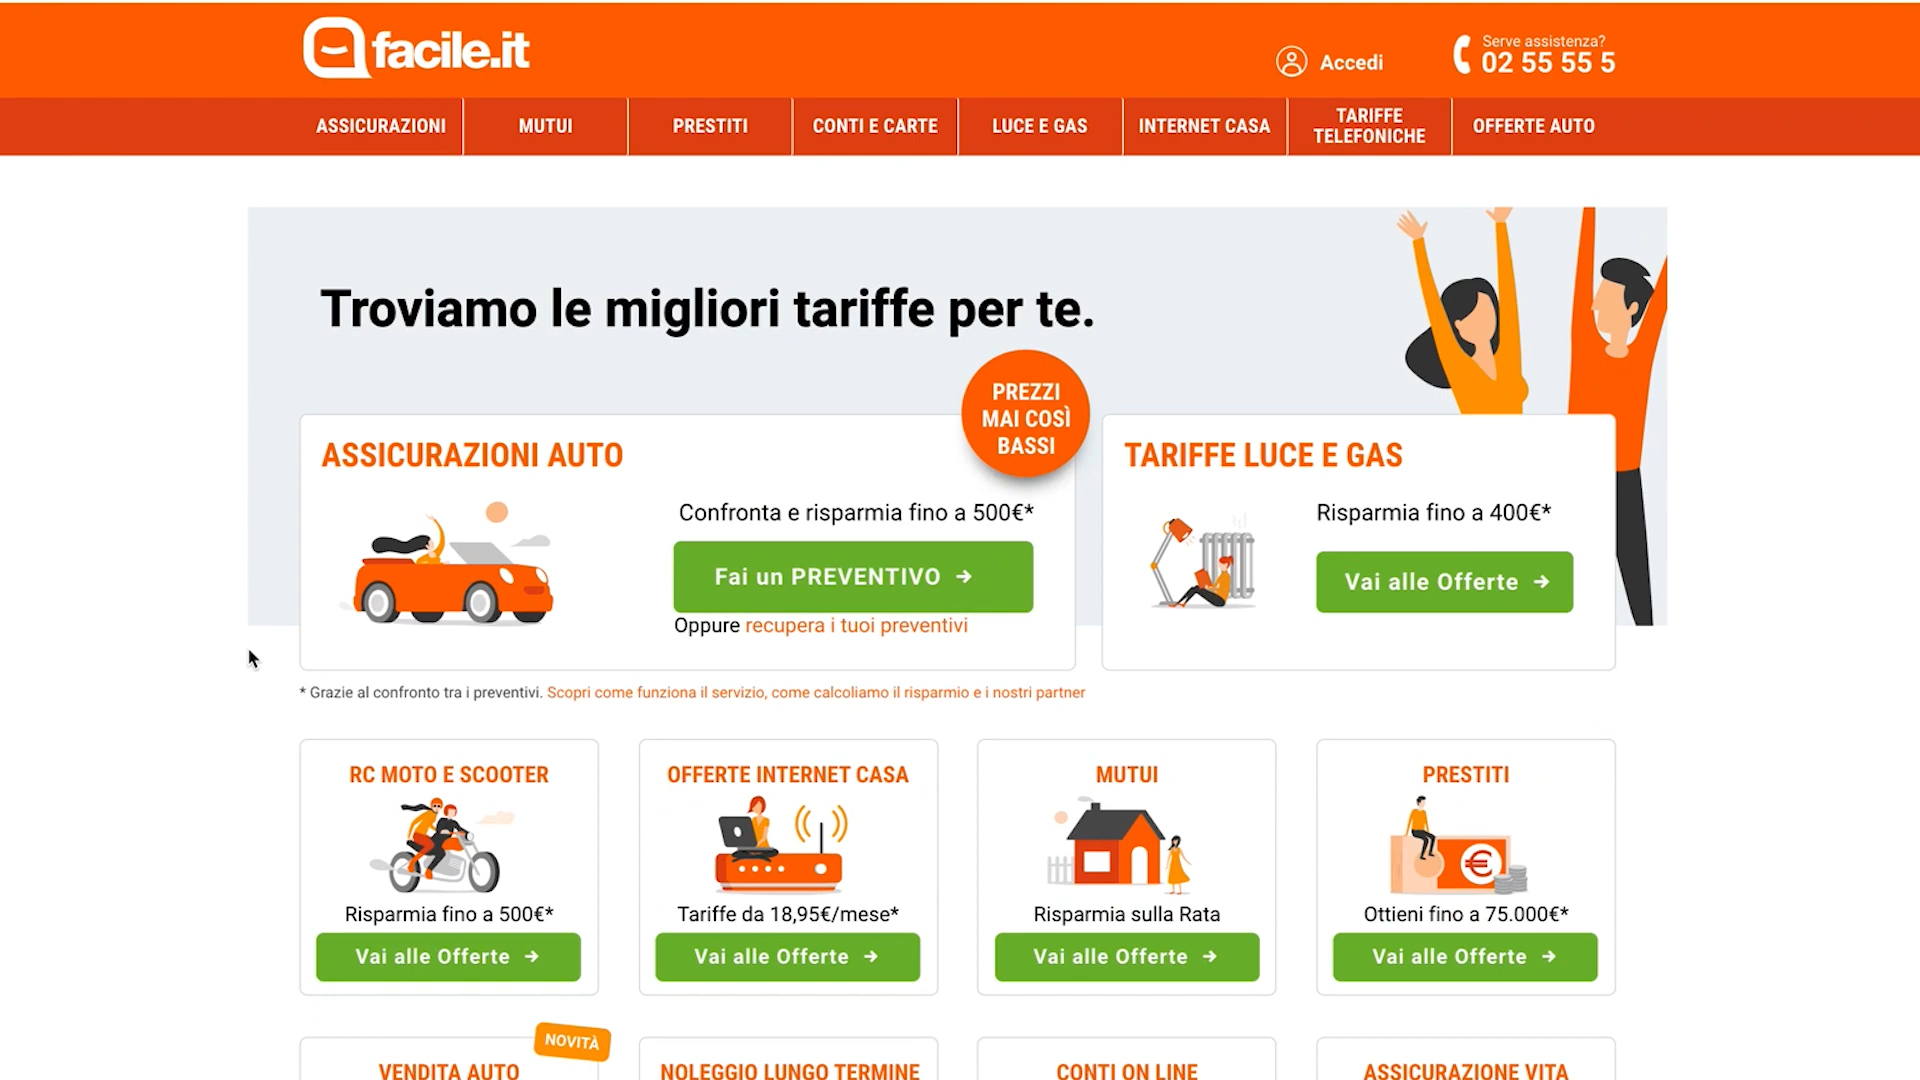 facile.it
Accedi
Serve assistenza?
02 55 55 5
ASSICURAZIONI
MUTUI
PRESTITI
CONTI E CARTE
LUCE E GAS
INTERNET CASA
TARIFFE
TELEFONICHE
OFFERTE AUTO
Troviamo le migliori tariffe per te.
PREZZI
MAI COSÌ
BASSI
ASSICURAZIONI AUTO
Confronta e risparmia fino a 500€*
Fai un PREVENTIVO
Oppure recupera i tuoi preventivi
TARIFFE LUCE E GAS
Risparmia fino a 400€*
Vai alle Offerte
* Grazie al confronto tra i preventivi. Scopri come funziona il servizio, come calcoliamo il risparmio e i nostri partner
RC MOTO E SCOOTER
Risparmia fino a 500€*
Vai alle Offerte
OFFERTE INTERNET CASA
Tariffe da 18,95€/mese*
Vai alle Offerte
MUTUI
Risparmia sulla Rata
Vai alle Offerte
PRESTITI
€
Ottieni fino a 75.000€*
Vai alle Offerte
NOVITÀ
VENDITA AUTO
NOLEGGIO LUNGO TERMINE
CONTI ON LINE
ASSICURAZIONE VITA